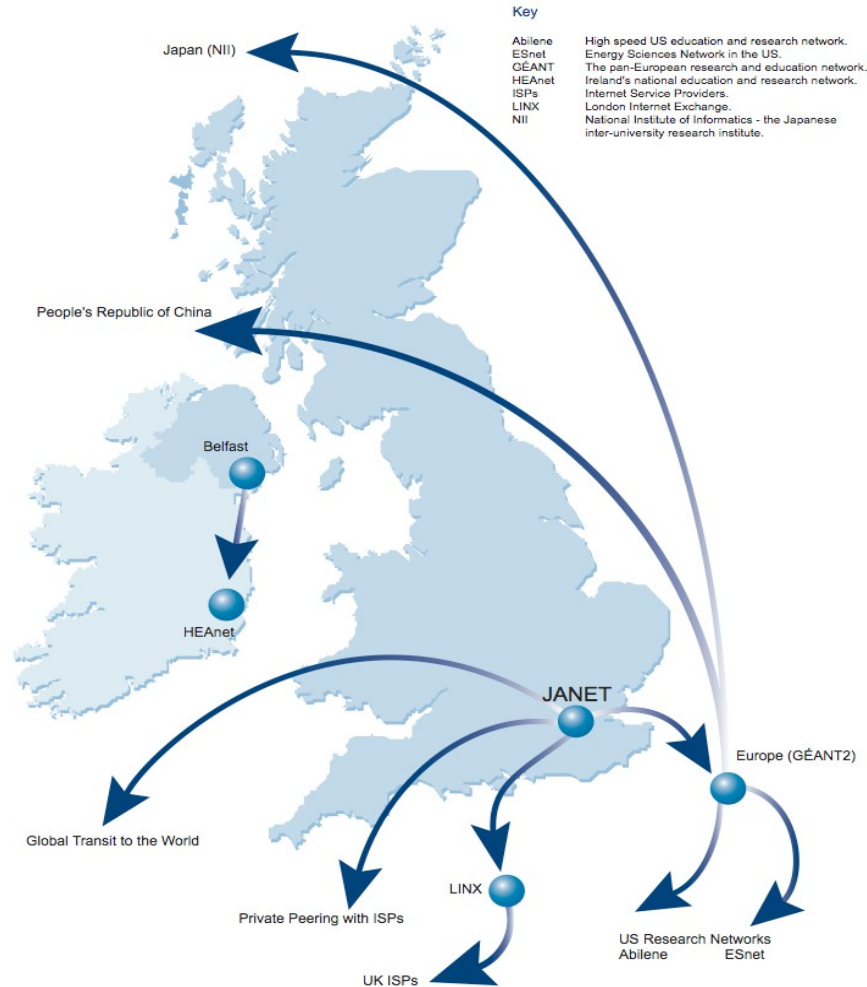 Key
Abilene High speed US education and research network.
ESnet Energy Sciences Network in the US.
GÉANT The pan-European research and education network.
HEAnet Ireland's national education and research network.
ISPs Internet Service Providers.
LINX London Internet Exchange.
NII National Institute of Informatics - the Japanese
inter-university research institute.
Japan (NII)
People's Republic of China
Belfast
HEAnet
JANET
Europe (GÉANT2)
Global Transit to the World
LINX
Private Peering with ISPs
US Research Networks
Abilene ESnet
UK ISPs